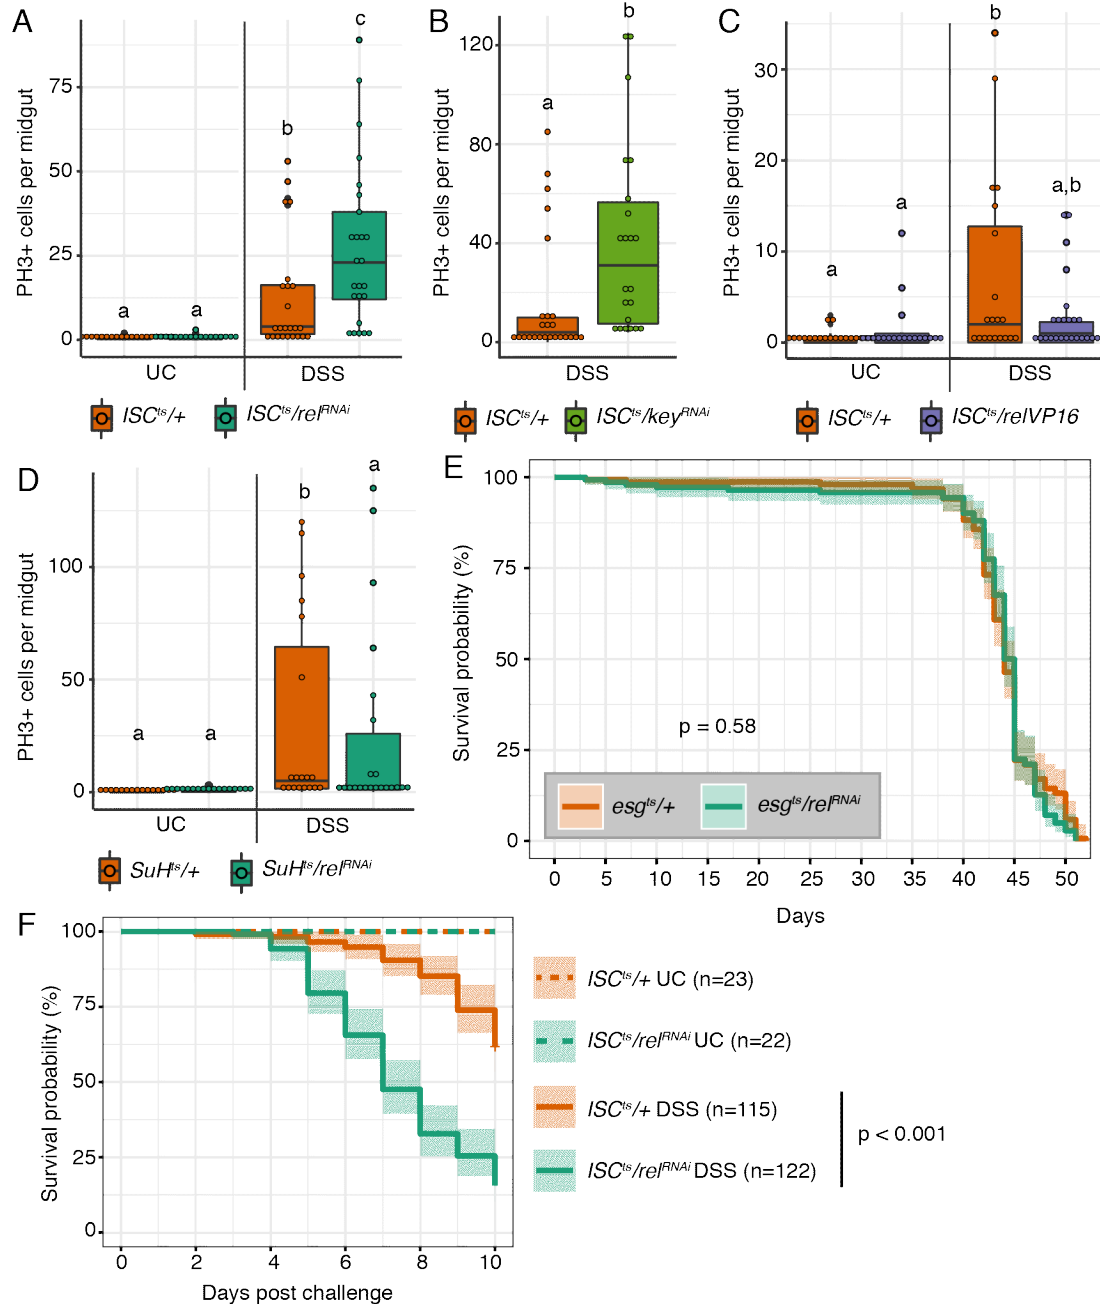 A
PH3+ cells per midgut
75
50
25
0
a
a
b
c
UC
DSS
ISCts/+
ISCts/relRNAi
B
PH3+ cells per midgut
120
80
40
0
a
b
DSS
ISCts/+
ISCts/keyRNAi
C
PH3+ cells per midgut
30
20
10
0
a
a
b
a,b
UC
DSS
ISCts/+
ISCts/relVP16
D
PH3+ cells per midgut
100
50
0
a
a
b
a
UC
DSS
SuHts/+
SuHts/relRNAi
E
Survival probability (%)
100
75
50
25
0
p = 0.58
esgts/+
esgts/relRNAi
0 5 10 15 20 25 30 35 40 45 50
Days
F
Survival probability (%)
100
75
50
25
0
0 2 4 6 8 10
Days post challenge
ISCts/+ UC (n=23)
ISCts/relRNAi UC (n=22)
ISCts/+ DSS (n=115)
ISCts/relRNAi DSS (n=122)
p < 0.001